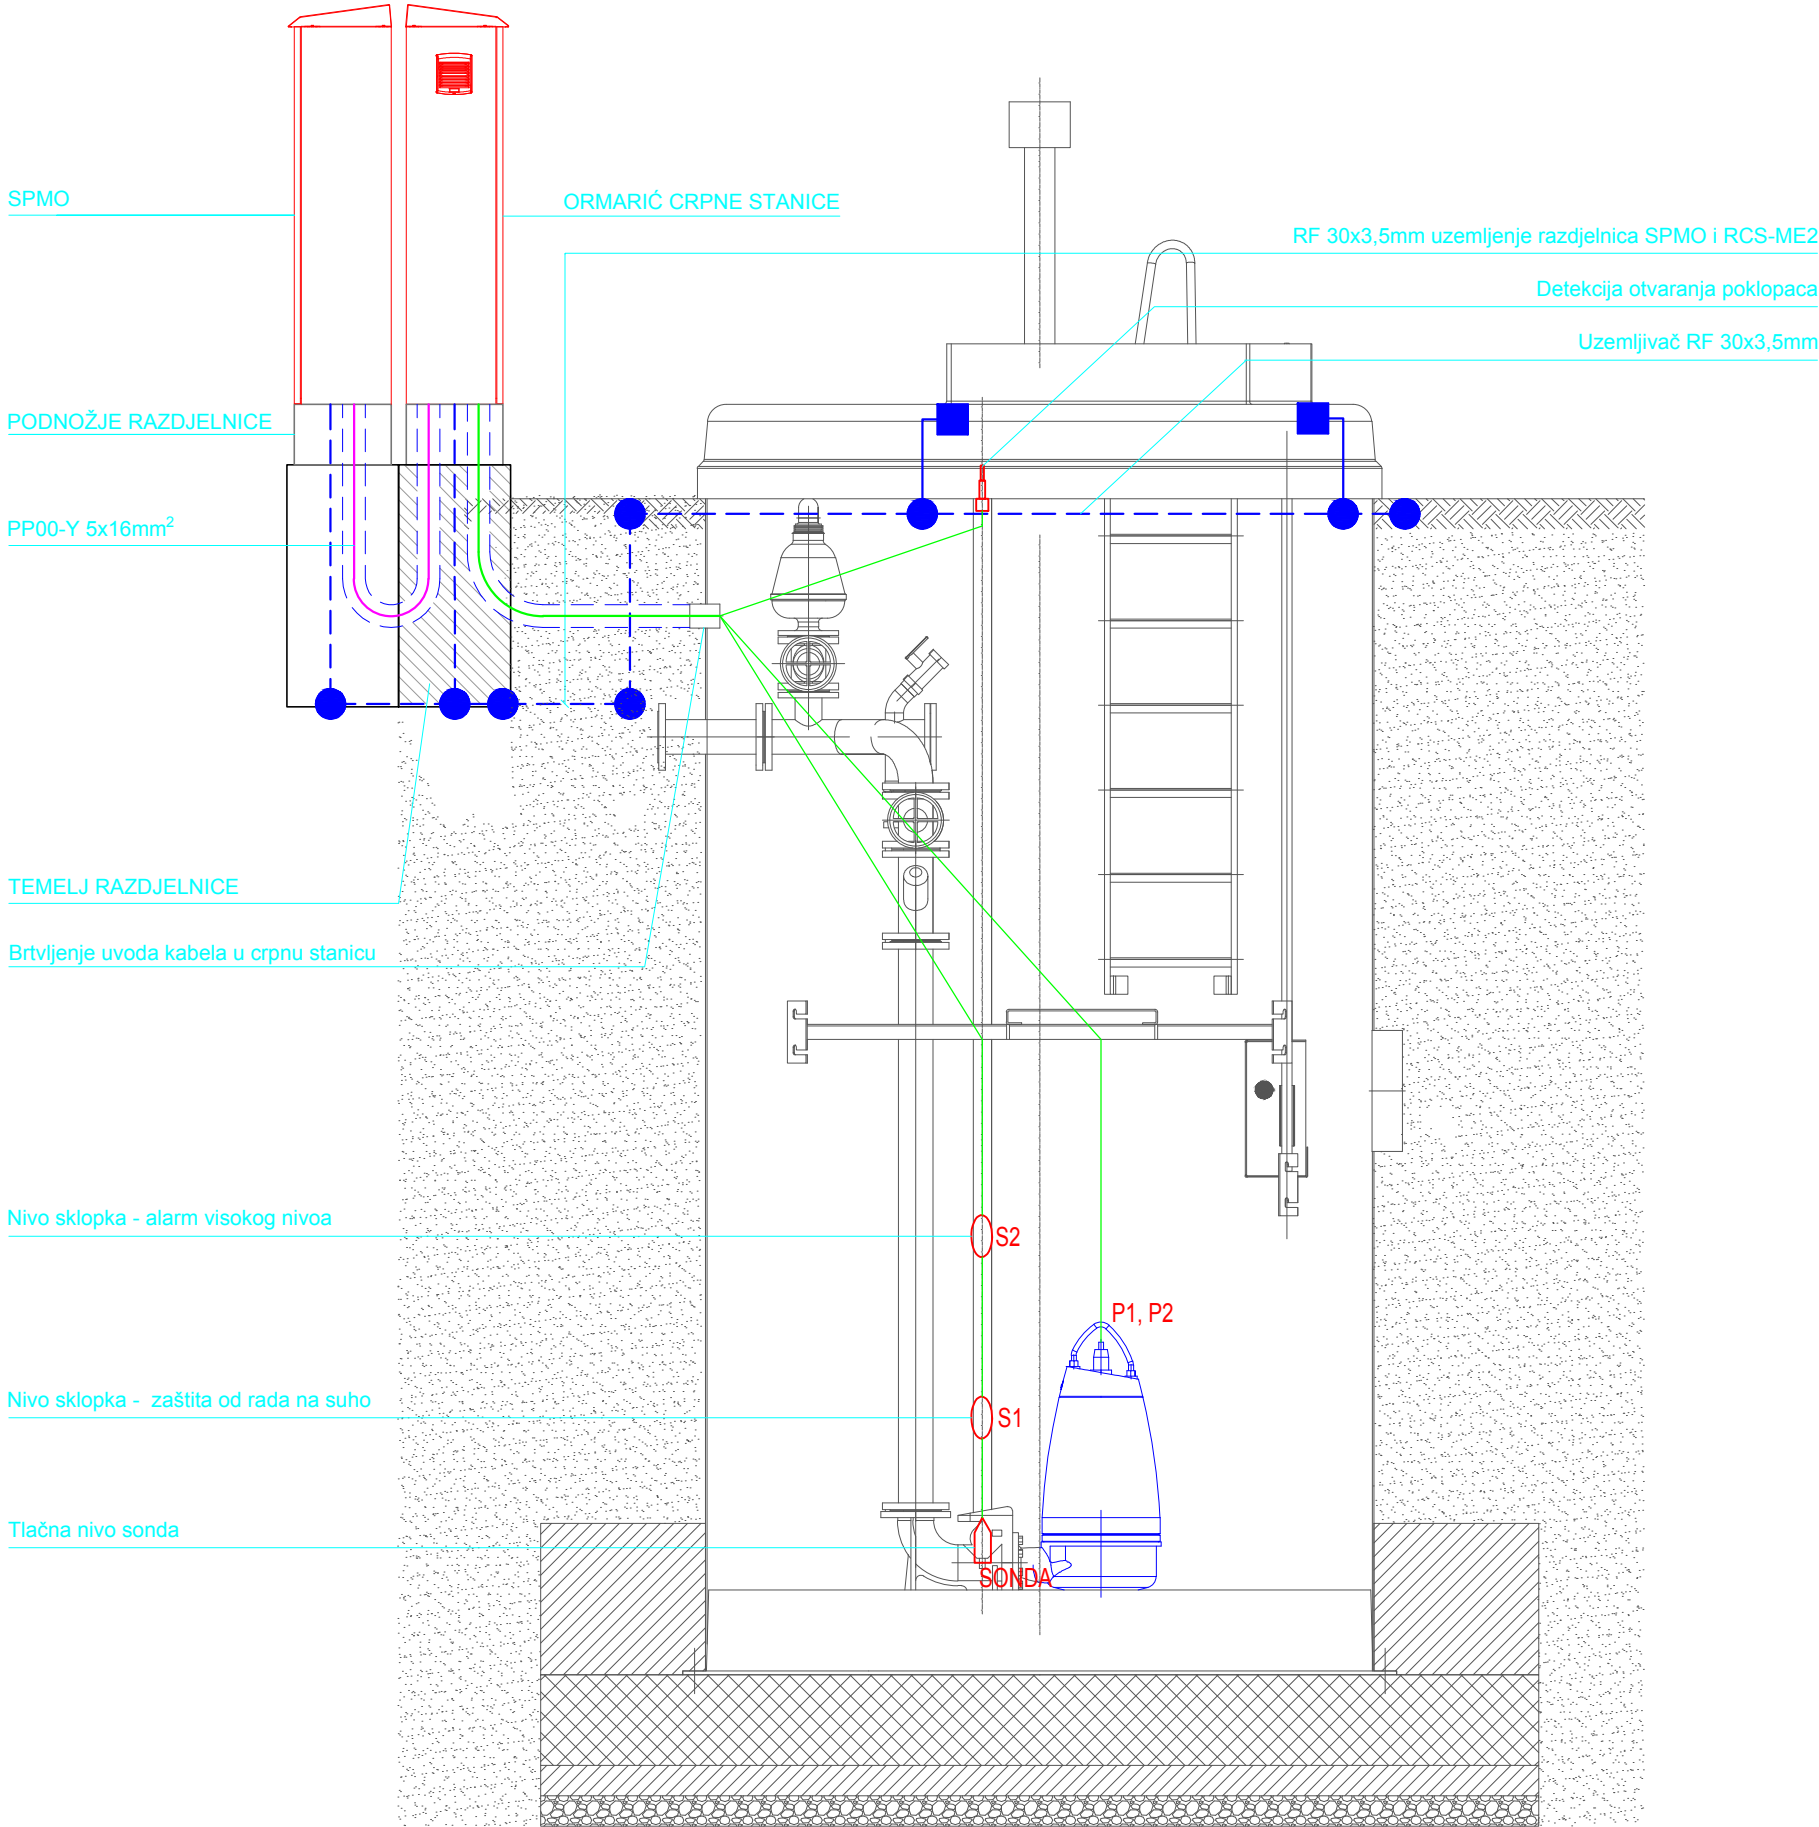 SPMO
ORMARIĆ CRPNE STANICE
RF 30x3,5mm uzemljenje razdjelnica SPMO i RCS-ME2
Detekcija otvaranja poklopaca
Uzemljivač RF 30x3,5mm
PODNOŽJE RAZDJELNICE
PP00-Y 5x16mm²
TEMELJ RAZDJELNICE
Brtvljenje uvoda kabela u crpnu stanicu
Nivo sklopka - alarm visokog nivoa
S2
P1, P2
Nivo sklopka - zaštita od rada na suho
S1
Tlačna nivo sonda
SONDA